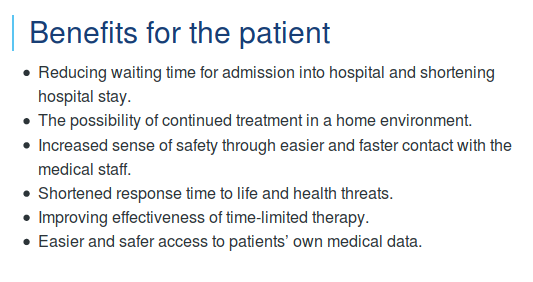 Benefits for the patient
• Reducing waiting time for admission into hospital and shortening
hospital stay.
• The possibility of continued treatment in a home environment.
• Increased sense of safety through easier and faster contact with the
medical staff.
• Shortened response time to life and health threats.
• Improving effectiveness of time-limited therapy.
• Easier and safer access to patients’ own medical data.